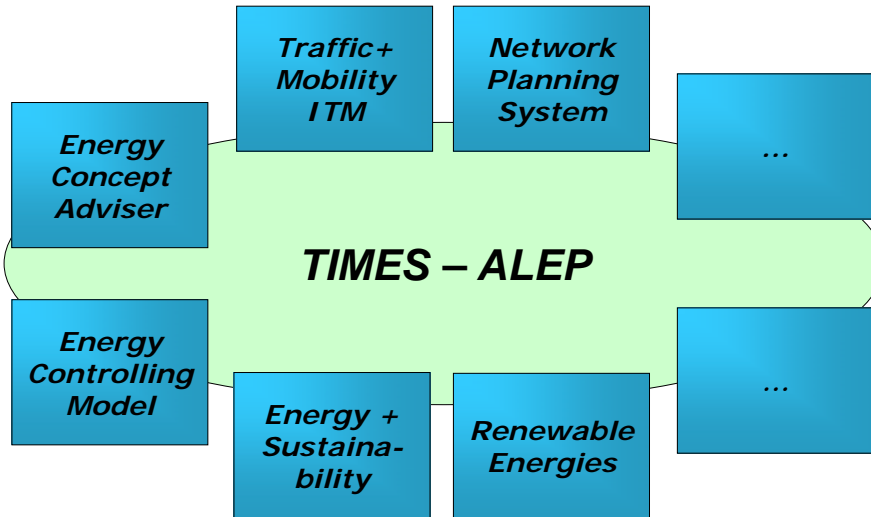 Traffic+
Mobility
ITM
Network
Planning
System
Energy
Concept
Adviser
...
TIMES – ALEP
Energy
Controlling
Model
Energy +
Sustaina-
bility
Renewable
Energies
...